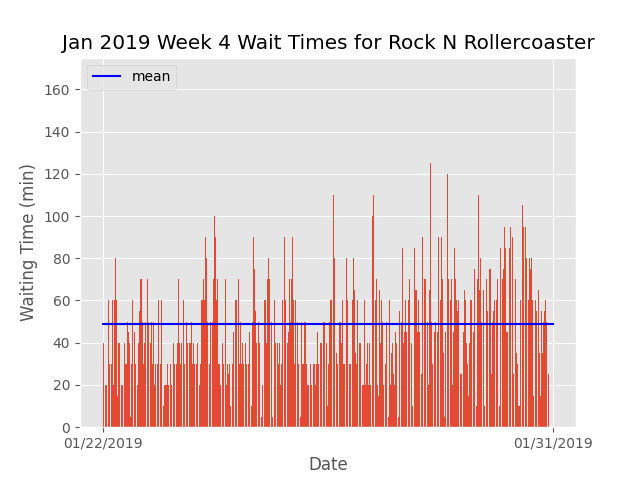 Jan 2019 Week 4 Wait Times for Rock N Rollercoaster
mean
160
140
120
100
80
60
40
20
0
Waiting Time (min)
01/22/2019
01/31/2019
Date